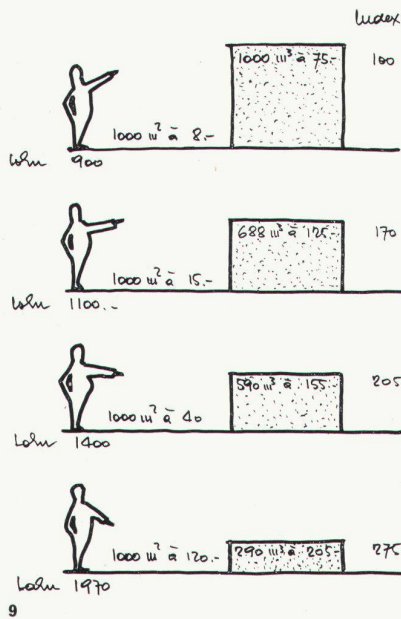 Index
1000 m³ à 75.- 100
1000 m² à 8.-
Lohn 900
688 m³ à 125.- 170
1000 m² à 15.-
Lohn 1100.-
590 m³ à 155.- 205
1000 m² à 40
Lohn 1400
290 m³ à 205.- 275
1000 m² à 120.-
Lohn 1970
9